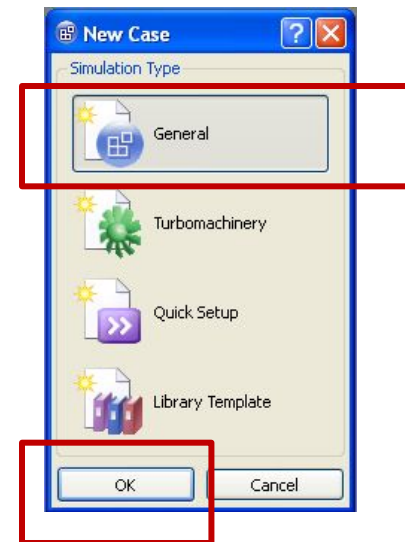 New Case
Simulation Type
General
Turbomachinery
Quick Setup
Library Template
OK Cancel